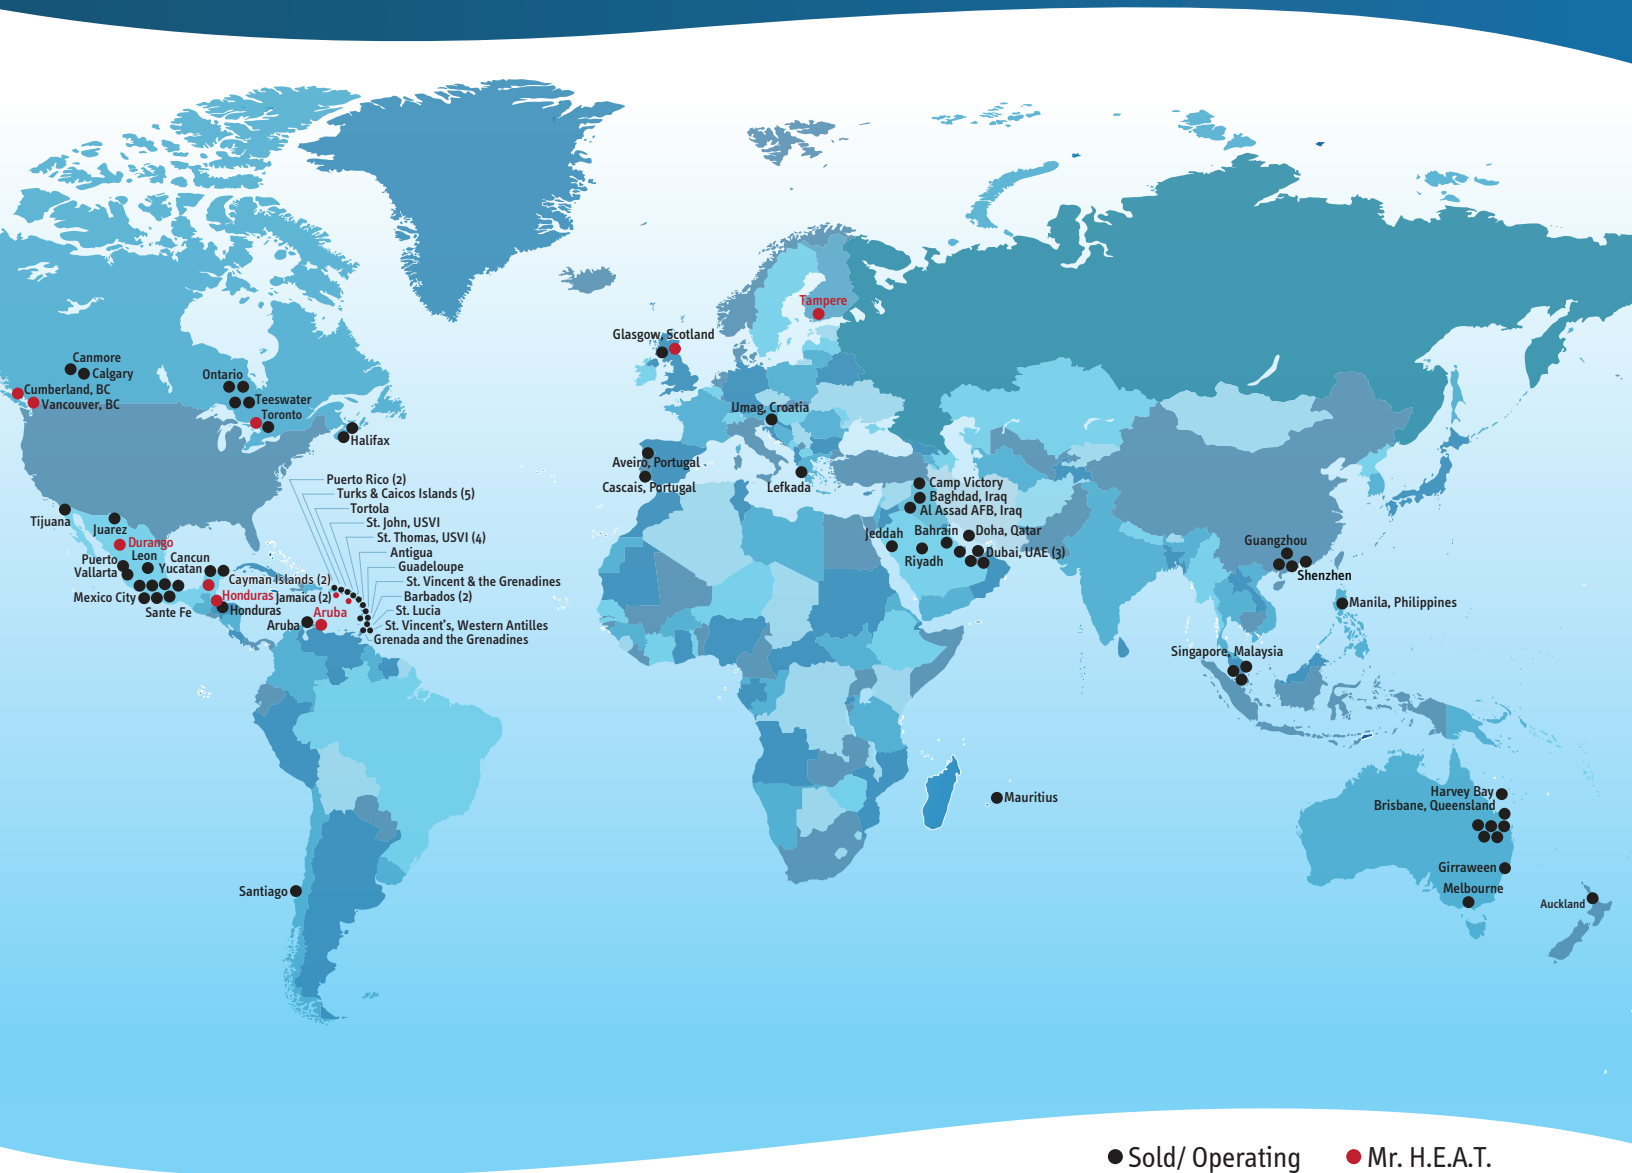 Tampere
Glasgow, Scotland
Canmore
Calgary
Ontario
Cumberland, BC
Vancouver, BC
Teeswater
Toronto
Halifax
Umag, Croatia
Aveiro, Portugal
Cascais, Portugal
Lefkada
Puerto Rico (2)
Turks & Caicos Islands (5)
Tortola
St. John, USVI
St. Thomas, USVI (4)
Antigua
Guadeloupe
St. Vincent & the Grenadines
Barbados (2)
St. Lucia
St. Vincent's, Western Antilles
Grenada and the Grenadines
Camp Victory
Baghdad, Iraq
Al Assad AFB, Iraq
Tijuana
Juarez
Durango
Puerto
Vallarta
Leon
Cancun
Yucatan
Cayman Islands (2)
Honduras
Jamaica (2)
Mexico City
Sante Fe
Honduras
Aruba
Aruba
Jeddah
Bahrain
Doha, Qatar
Riyadh
Dubai, UAE (3)
Guangzhou
Shenzhen
Manila, Philippines
Singapore, Malaysia
Mauritius
Harvey Bay
Brisbane, Queensland
Girraween
Melbourne
Auckland
Santiago
Sold/ Operating
Mr. H.E.A.T.